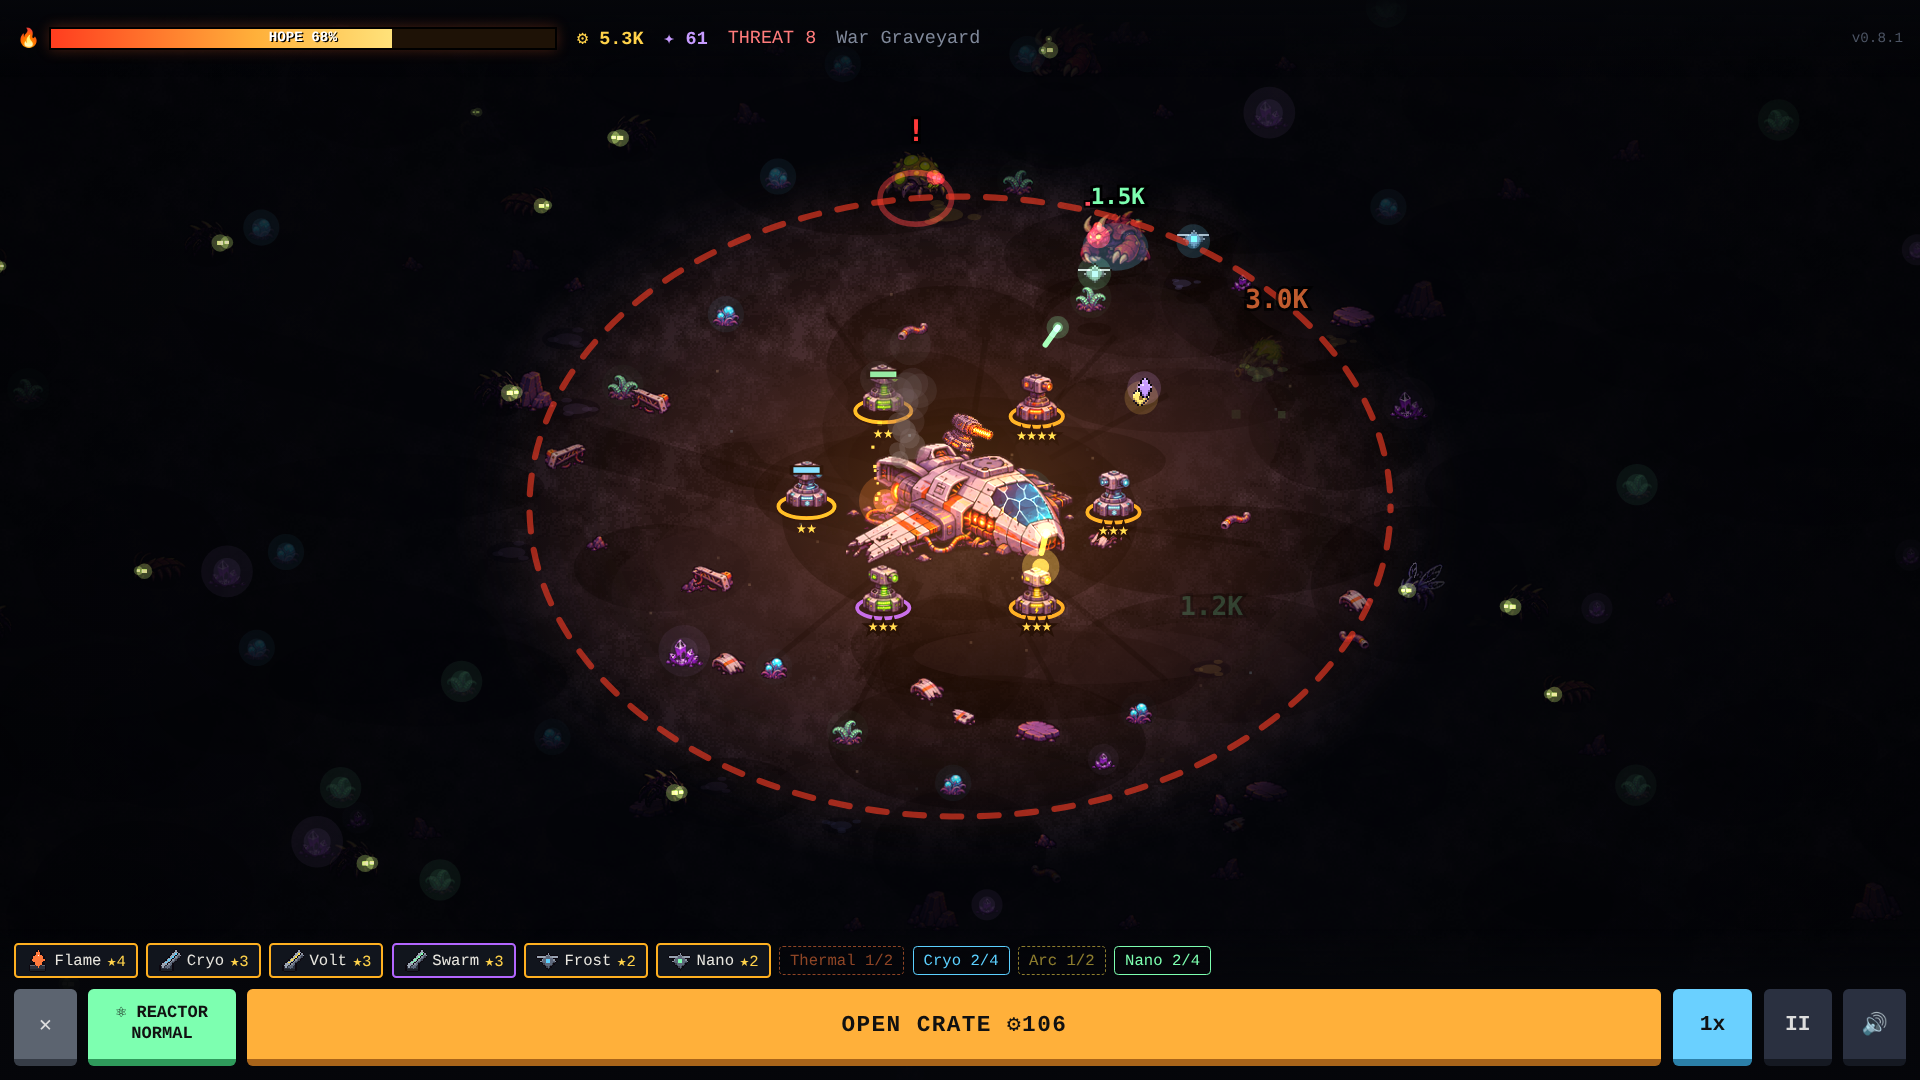 HOPE 68%
⚙ 5.3K ✦ 61 THREAT 8 War Graveyard
v0.8.1
!
1.5K
3.0K
★★
★★★★
★★
★★★
1.2K
★★★
★★★
Flame ★4
Cryo ★3
Volt ★3
Swarm ★3
Frost ★2
Nano ★2
Thermal 1/2
Cryo 2/4
Arc 1/2
Nano 2/4
✕
⚛ REACTOR
NORMAL
OPEN CRATE ⚙106
1x
II